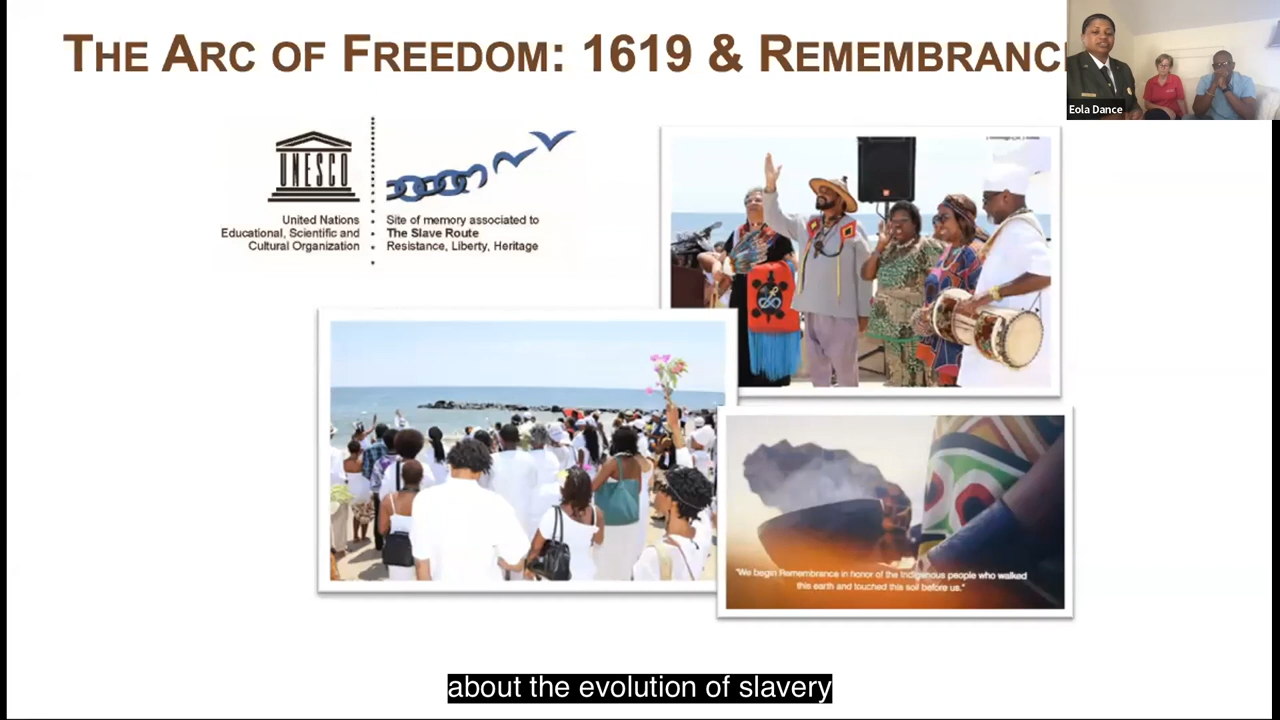 THE ARC OF FREEDOM: 1619 & REMEMBRANC
Eola Dance
UNESCO
United Nations
Educational, Scientific and
Cultural Organization
Site of memory associated to
The Slave Route
Resistance, Liberty, Heritage
"We begin Remembrance in honor of the Indigenous people who walked
this earth and touched this soil before us."
about the evolution of slavery